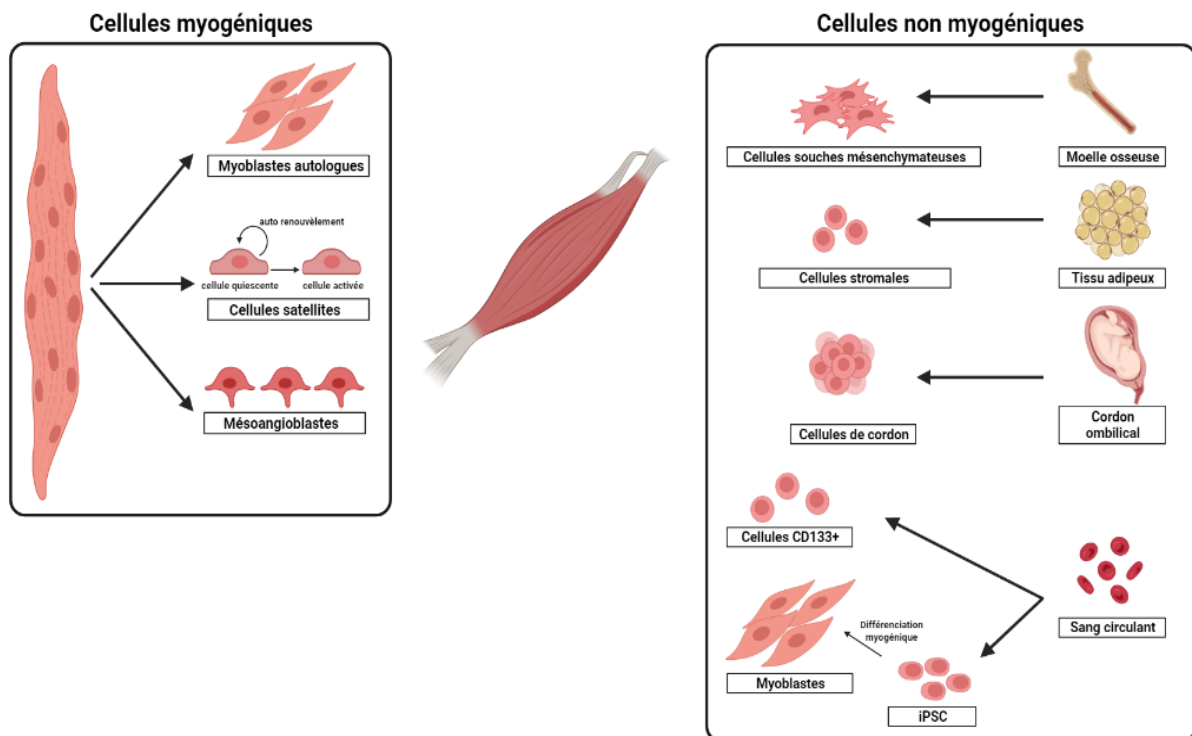 Cellules myogéniques
Myoblastes autologues
auto renouvèlement
cellule quiescente
cellule activée
Cellules satellites
Mésoangioblastes
Cellules non myogéniques
Cellules souches mésenchymateuses
Moelle osseuse
Cellules stromales
Tissu adipeux
Cellules de cordon
Cordon
ombilical
Cellules CD133+
Sang circulant
Différenciation
myogénique
Myoblastes
iPSC